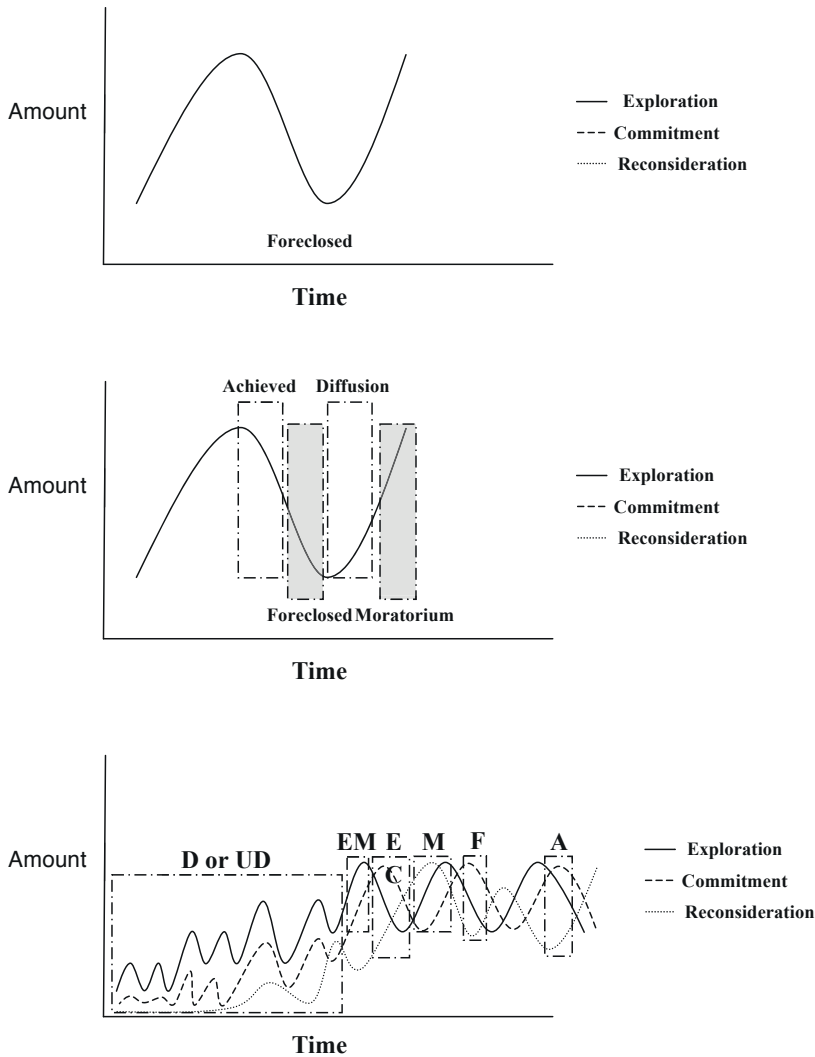 Amount
Exploration
Commitment
Reconsideration
Foreclosed
Time
Achieved Diffusion
Amount
Exploration
Commitment
Reconsideration
Foreclosed Moratorium
Time
D or UD
EM
E
C
M
F
A
Amount
Exploration
Commitment
Reconsideration
Time